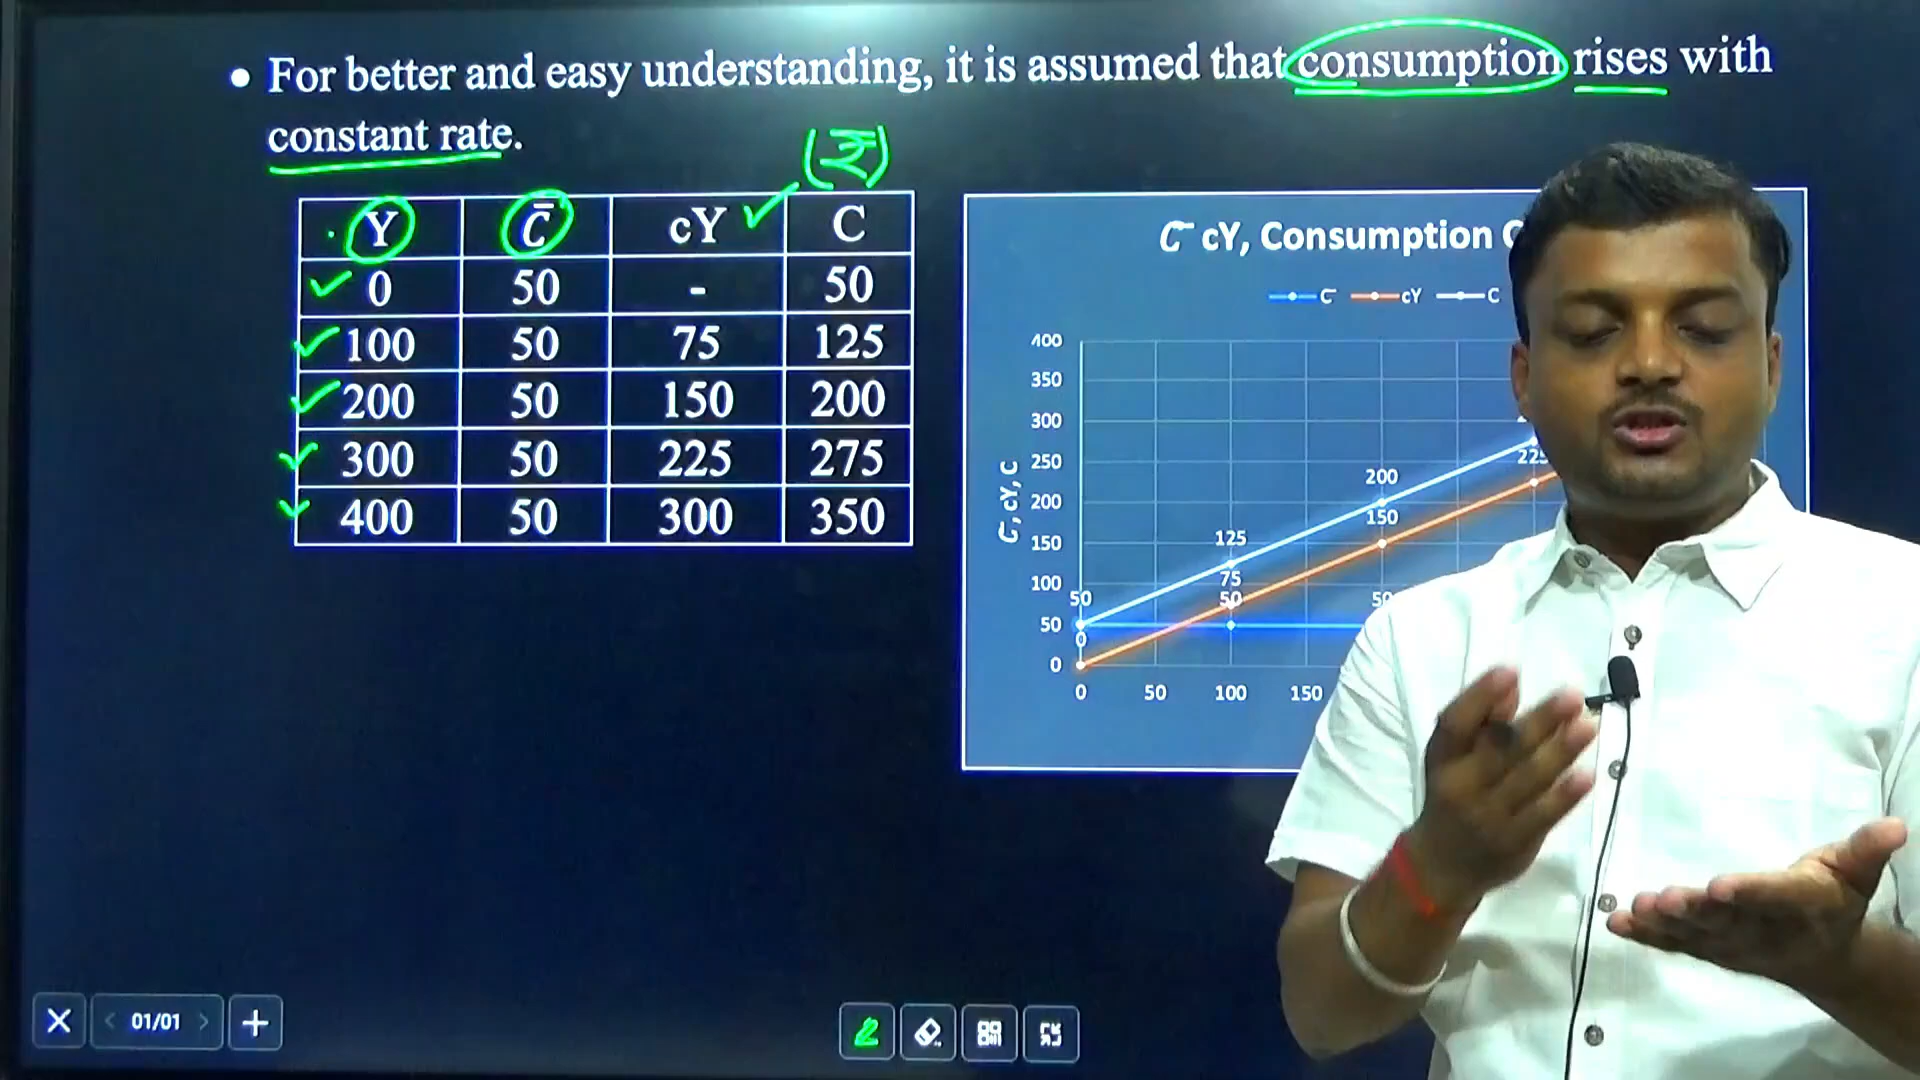 • For better and easy understanding, it is assumed that consumption rises with
constant rate.
(₹)
Y C̄ cY C
0 50 - 50
100 50 75 125
200 50 150 200
300 50 225 275
400 50 300 350
C̄ cY, Consumption C
C̄ cY C
400
350
300
250
200
150
100
50
0
C̄, cY, C
225
200
150
125
75
50
50
50
0
0 50 100 150
01/01